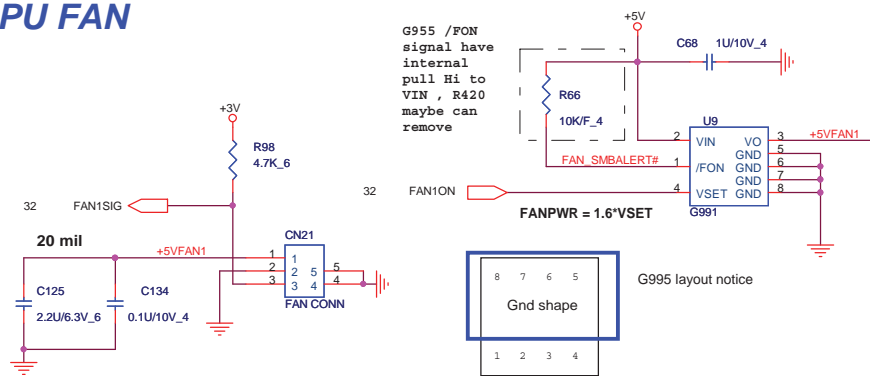 PU FAN
G955 /FON
signal have
internal
pull Hi to
VIN , R420
maybe can
remove
+5V
C68 1U/10V_4
R66
10K/F_4
U9
2 VIN VO 3 +5VFAN1
GND 5
FAN_SMBALERT# 1 /FON GND 6
GND 7
4 VSET GND 8
G991
32 FAN1ON
FANPWR = 1.6*VSET
+3V
R98
4.7K_6
32 FAN1SIG
20 mil
+5VFAN1
CN21
1 1
2 2 5 5
3 3 4 4
FAN CONN
C125
2.2U/6.3V_6
C134
0.1U/10V_4
8 7 6 5
Gnd shape
1 2 3 4
G995 layout notice